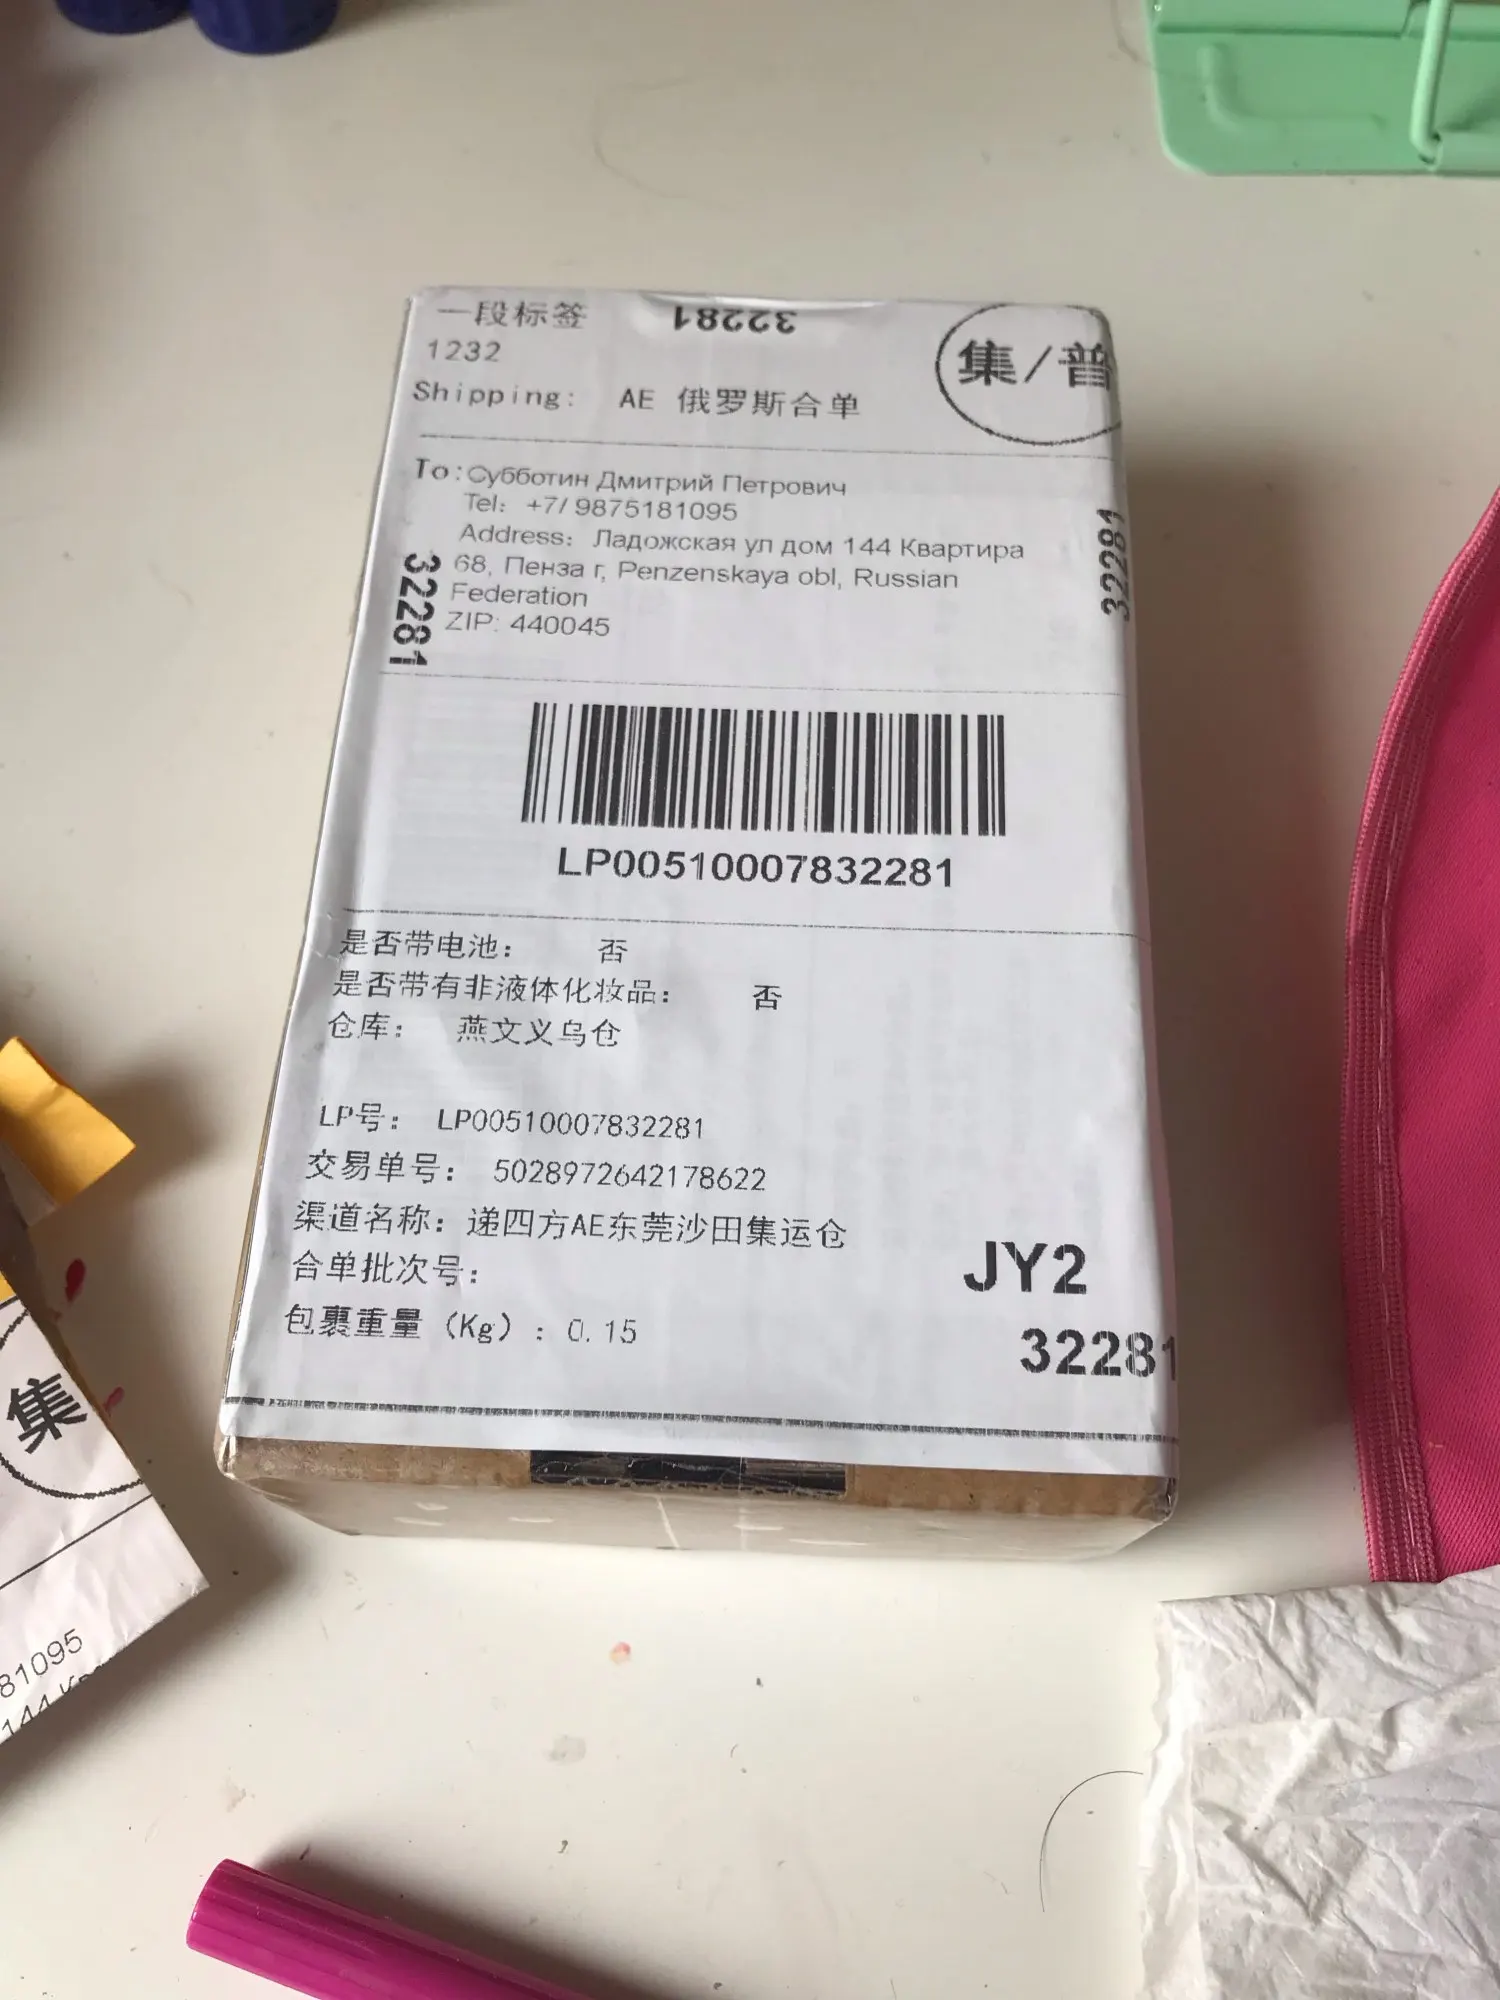 一段标签
32281
集/普
1232
Shipping: AE 俄罗斯合单
To:Субботин Дмитрий Петрович
Tel: +7/ 9875181095
Address: Ладожская ул дом 144 Квартира
68, Пенза г, Penzenskaya obl, Russian
Federation
ZIP: 440045
32281
32281
LP00510007832281
是否带电池: 否
是否带有非液体化妆品: 否
仓库: 燕文义乌仓
LP号: LP00510007832281
交易单号: 5028972642178622
渠道名称: 递四方AE东莞沙田集运仓
合单批次号:
包裹重量 (Kg) : 0.15
JY2
32281
集
81095
144